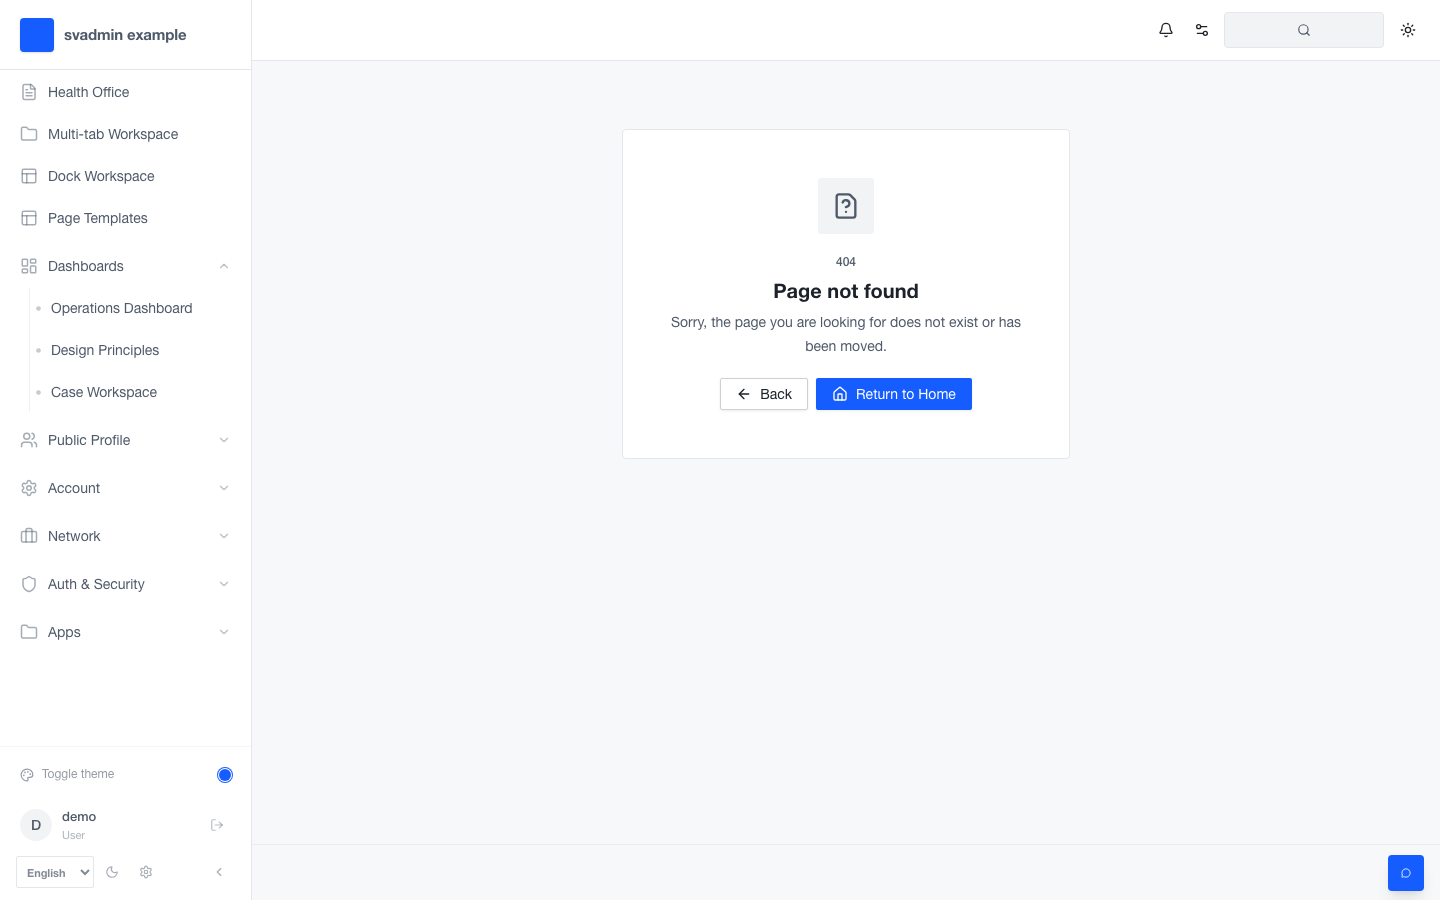 svadmin example
Health Office
Multi-tab Workspace
Dock Workspace
Page Templates
Dashboards
Operations Dashboard
Design Principles
Case Workspace
Public Profile
Account
Network
Auth & Security
Apps
Toggle theme
D
demo
User
English
404
Page not found
Sorry, the page you are looking for does not exist or has
been moved.
Back
Return to Home